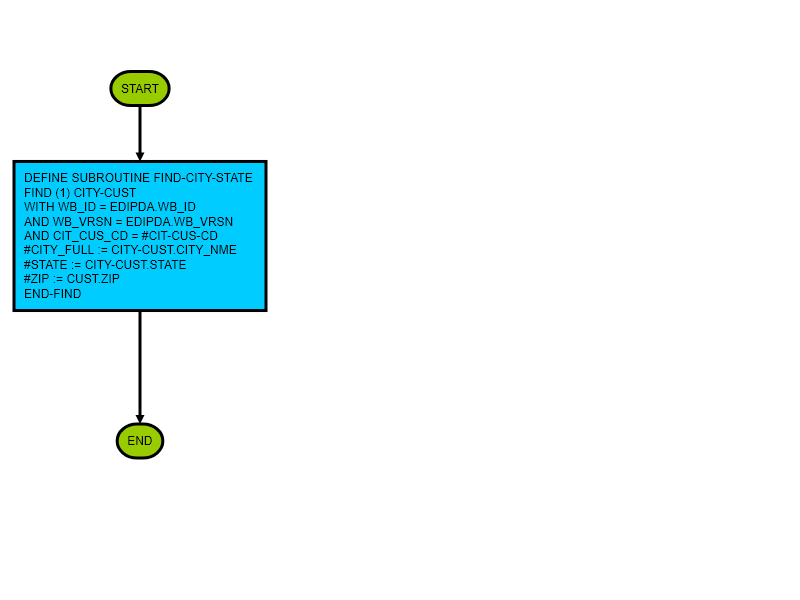 START
DEFINE SUBROUTINE FIND-CITY-STATE
FIND (1) CITY-CUST
WITH WB_ID = EDIPDA.WB_ID
AND WB_VRSN = EDIPDA.WB_VRSN
AND CIT_CUS_CD = #CIT-CUS-CD
#CITY_FULL := CITY-CUST.CITY_NME
#STATE := CITY-CUST.STATE
#ZIP := CUST.ZIP
END-FIND
END